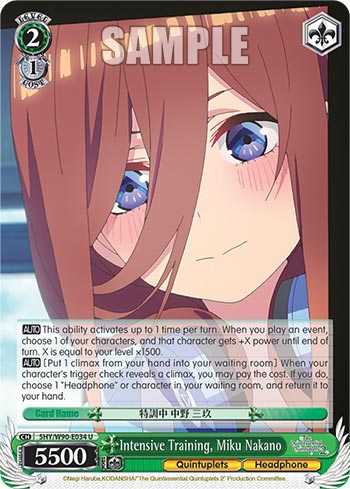 LEVEL
2
1
COST
SAMPLE
AUTO This ability activates up to 1 time per turn. When you play an event,
choose 1 of your characters, and that character gets +X power until end
of turn. X is equal to your level ×1500.
AUTO [Put 1 climax from your hand into your waiting room] When your
character's trigger check reveals a climax, you may pay the cost. If you do,
choose 1 "Headphone" or character in your waiting room, and return it to
your hand.
Card Name 特訓中 中野 三玖
CH 5HY/W90-E034 U
Intensive Training, Miku Nakano
5500
Quintuplets Headphone
©Negi Haruba,KODANSHA/"The Quintessential Quintuplets 2" Production Committee.